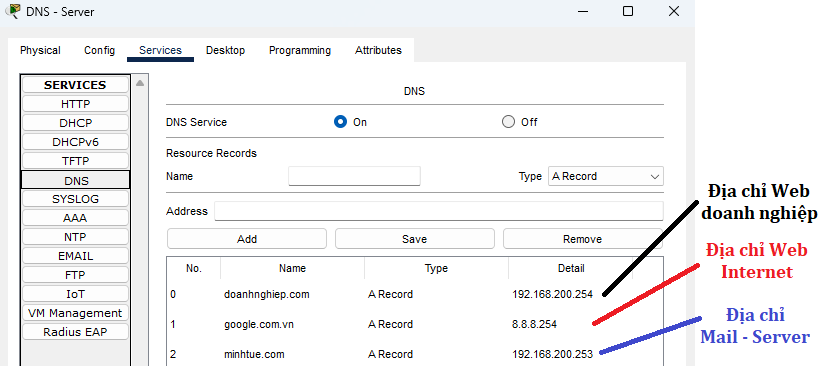 DNS - Server
Physical Config Services Desktop Programming Attributes
SERVICES
HTTP
DHCP
DHCPv6
TFTP
DNS
SYSLOG
AAA
NTP
EMAIL
FTP
IoT
VM Management
Radius EAP
DNS
DNS Service On Off
Resource Records
Name Type A Record
Address
Add Save Remove
No. Name Type Detail
0 doanhnghiep.com A Record 192.168.200.254
1 google.com.vn A Record 8.8.8.254
2 minhtue.com A Record 192.168.200.253
Địa chỉ Web
doanh nghiệp
Địa chỉ Web
Internet
Địa chỉ
Mail - Server